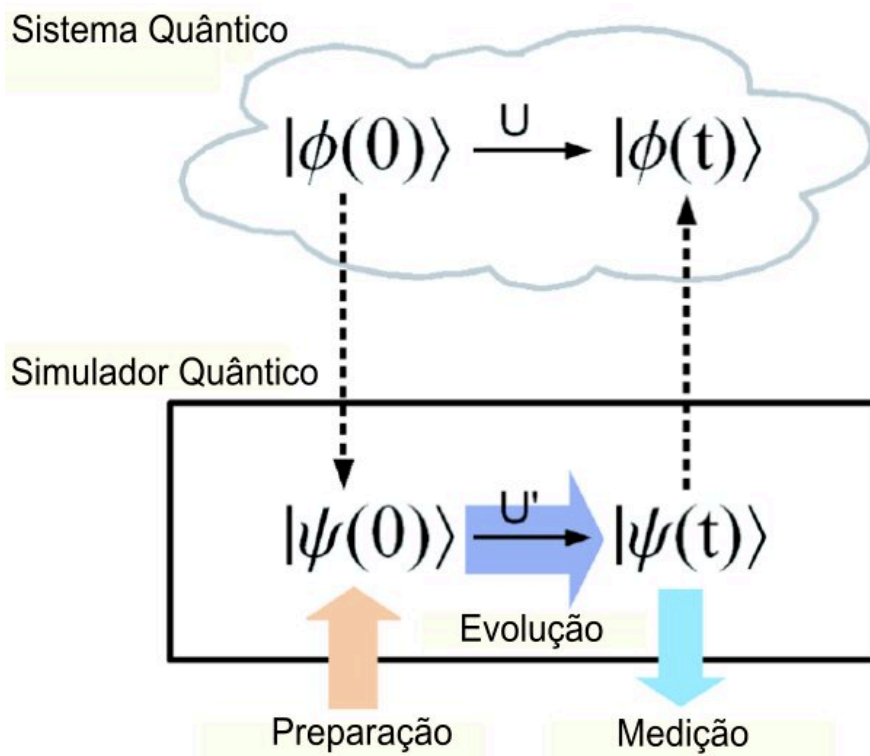 Sistema Quântico
U
|ϕ(0)⟩ |ϕ(t)⟩
Simulador Quântico
U'
|ψ(0)⟩ |ψ(t)⟩
Evolução
Preparação Medição